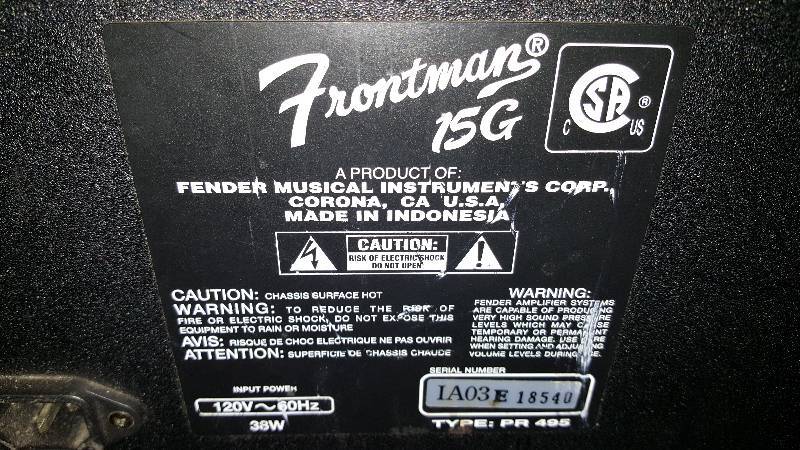 Frontman®
15G
CSA ®
C US
A PRODUCT OF:
FENDER MUSICAL INSTRUMENTS CORP.,
CORONA, CA U.S.A,
MADE IN INDONESIA
CAUTION:
RISK OF ELECTRIC SHOCK
DO NOT OPEN
CAUTION: CHASSIS SURFACE HOT
WARNING: TO REDUCE THE RISK OF
FIRE OR ELECTRIC SHOCK, DO NOT EXPOSE THIS
EQUIPMENT TO RAIN OR MOISTURE
AVIS: RISQUE DE CHOC ELECTRIQUE NE PAS OUVRIR
ATTENTION: SUPERFICIE DE CHASSIS CHAUDE
WARNING:
FENDER AMPLIFIER SYSTEMS
ARE CAPABLE OF PRODUCING
VERY HIGH SOUND PRESSURE
LEVELS WHICH MAY CAUSE
TEMPORARY OR PERMANENT
HEARING DAMAGE. USE CARE
WHEN SETTING AND ADJUSTING
VOLUME LEVELS DURING USE.
INPUT POWER
120V~60Hz
38W
SERIAL NUMBER
IA03E 18540
TYPE: PR 495